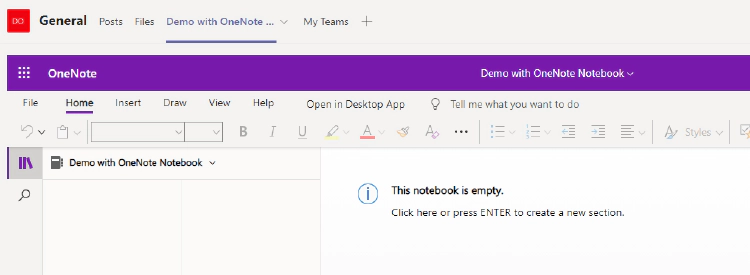 DO General Posts Files Demo with OneNote ... My Teams
OneNote Demo with OneNote Notebook
File Home Insert Draw View Help Open in Desktop App Tell me what you want to do
B I U A A Styles
Demo with OneNote Notebook
This notebook is empty.
Click here or press ENTER to create a new section.